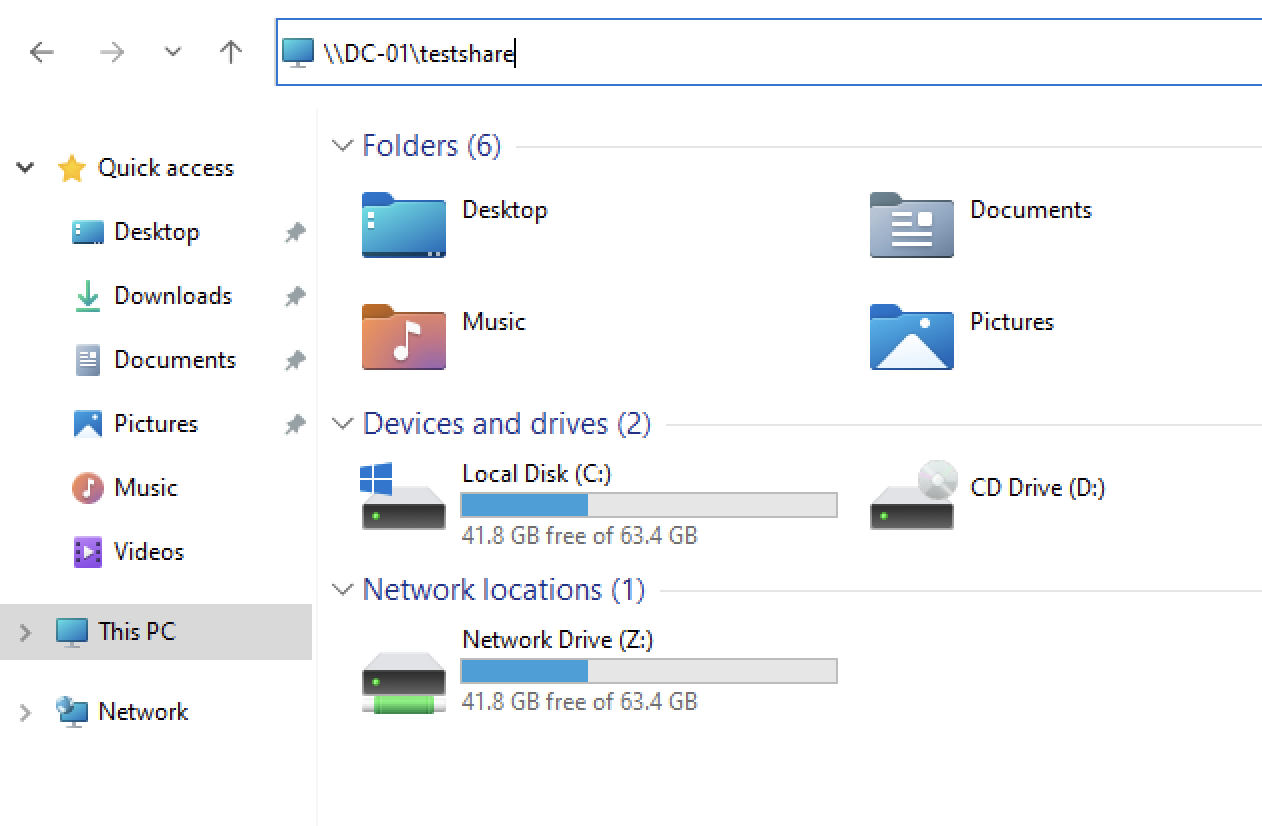 \\DC-01\testshare
Quick access
Desktop
Downloads
Documents
Pictures
Music
Videos
This PC
Network
Folders (6)
Desktop
Documents
Music
Pictures
Devices and drives (2)
Local Disk (C:)
41.8 GB free of 63.4 GB
CD Drive (D:)
Network locations (1)
Network Drive (Z:)
41.8 GB free of 63.4 GB